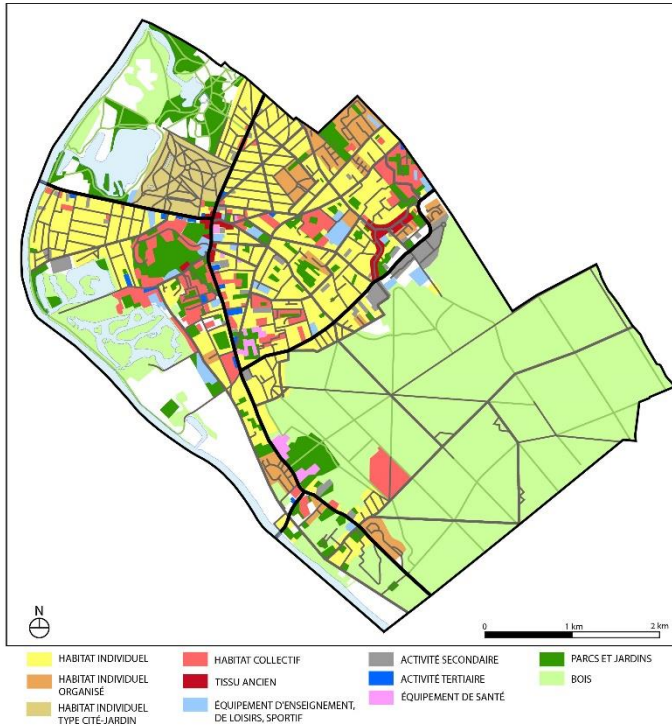 N
0 1 km 2 km
HABITAT INDIVIDUEL
HABITAT INDIVIDUEL
ORGANISÉ
HABITAT INDIVIDUEL
TYPE CITÉ-JARDIN
HABITAT COLLECTIF
TISSU ANCIEN
ÉQUIPEMENT D'ENSEIGNEMENT,
DE LOISIRS, SPORTIF
ACTIVITÉ SECONDAIRE
ACTIVITÉ TERTIAIRE
ÉQUIPEMENT DE SANTÉ
PARCS ET JARDINS
BOIS